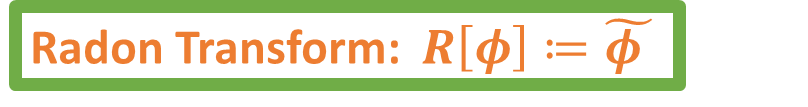 Radon Transform: R[ϕ] ≔ ϕ̃